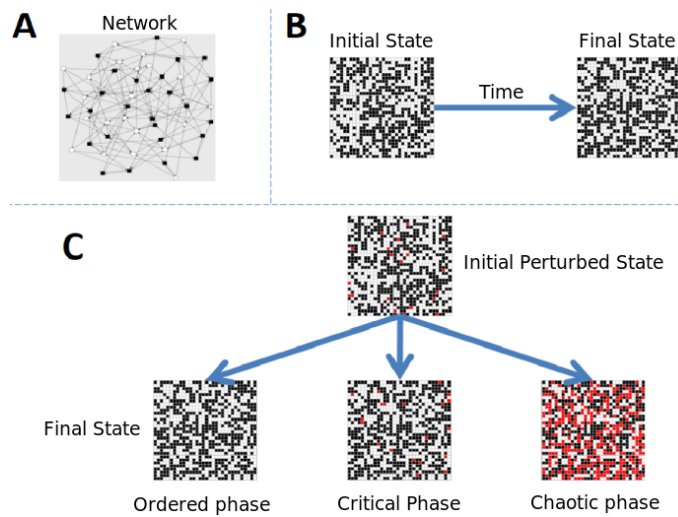 A
Network
B
Initial State
Final State
Time
C
Initial Perturbed State
Final State
Ordered phase
Critical Phase
Chaotic phase